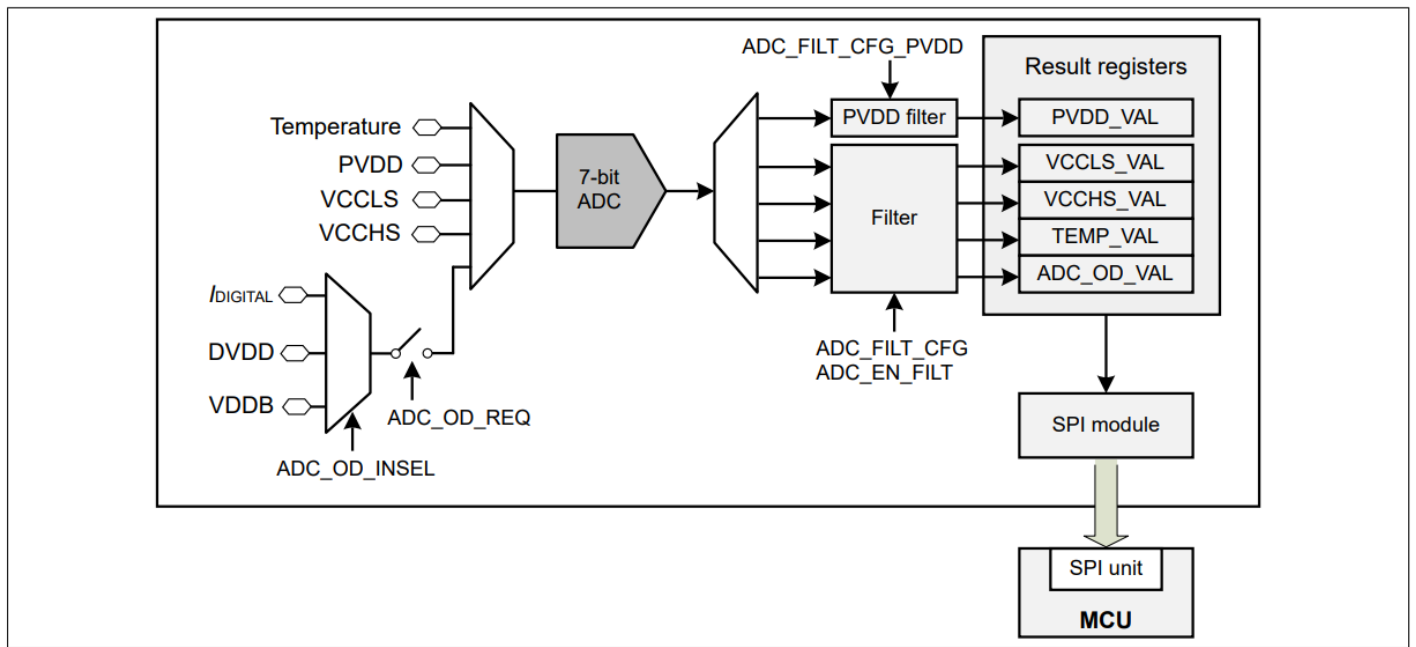 ADC_FILT_CFG_PVDD
Result registers
Temperature
PVDD
VCCLS
VCCHS
7-bit
ADC
PVDD filter
Filter
PVDD_VAL
VCCLS_VAL
VCCHS_VAL
TEMP_VAL
ADC_OD_VAL
IDIGITAL
DVDD
VDDB
ADC_OD_REQ
ADC_OD_INSEL
ADC_FILT_CFG
ADC_EN_FILT
SPI module
SPI unit
MCU